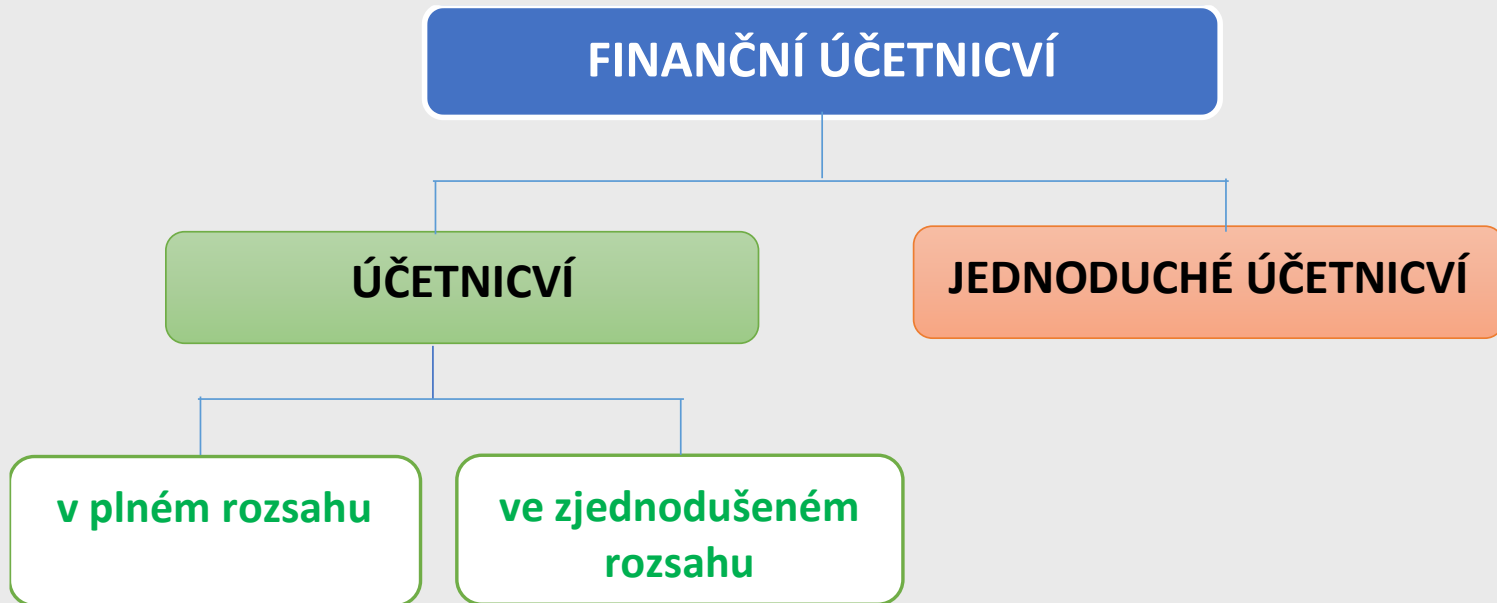 FINANČNÍ ÚČETNICVÍ
ÚČETNICVÍ
JEDNODUCHÉ ÚČETNICVÍ
v plném rozsahu
ve zjednodušeném
rozsahu